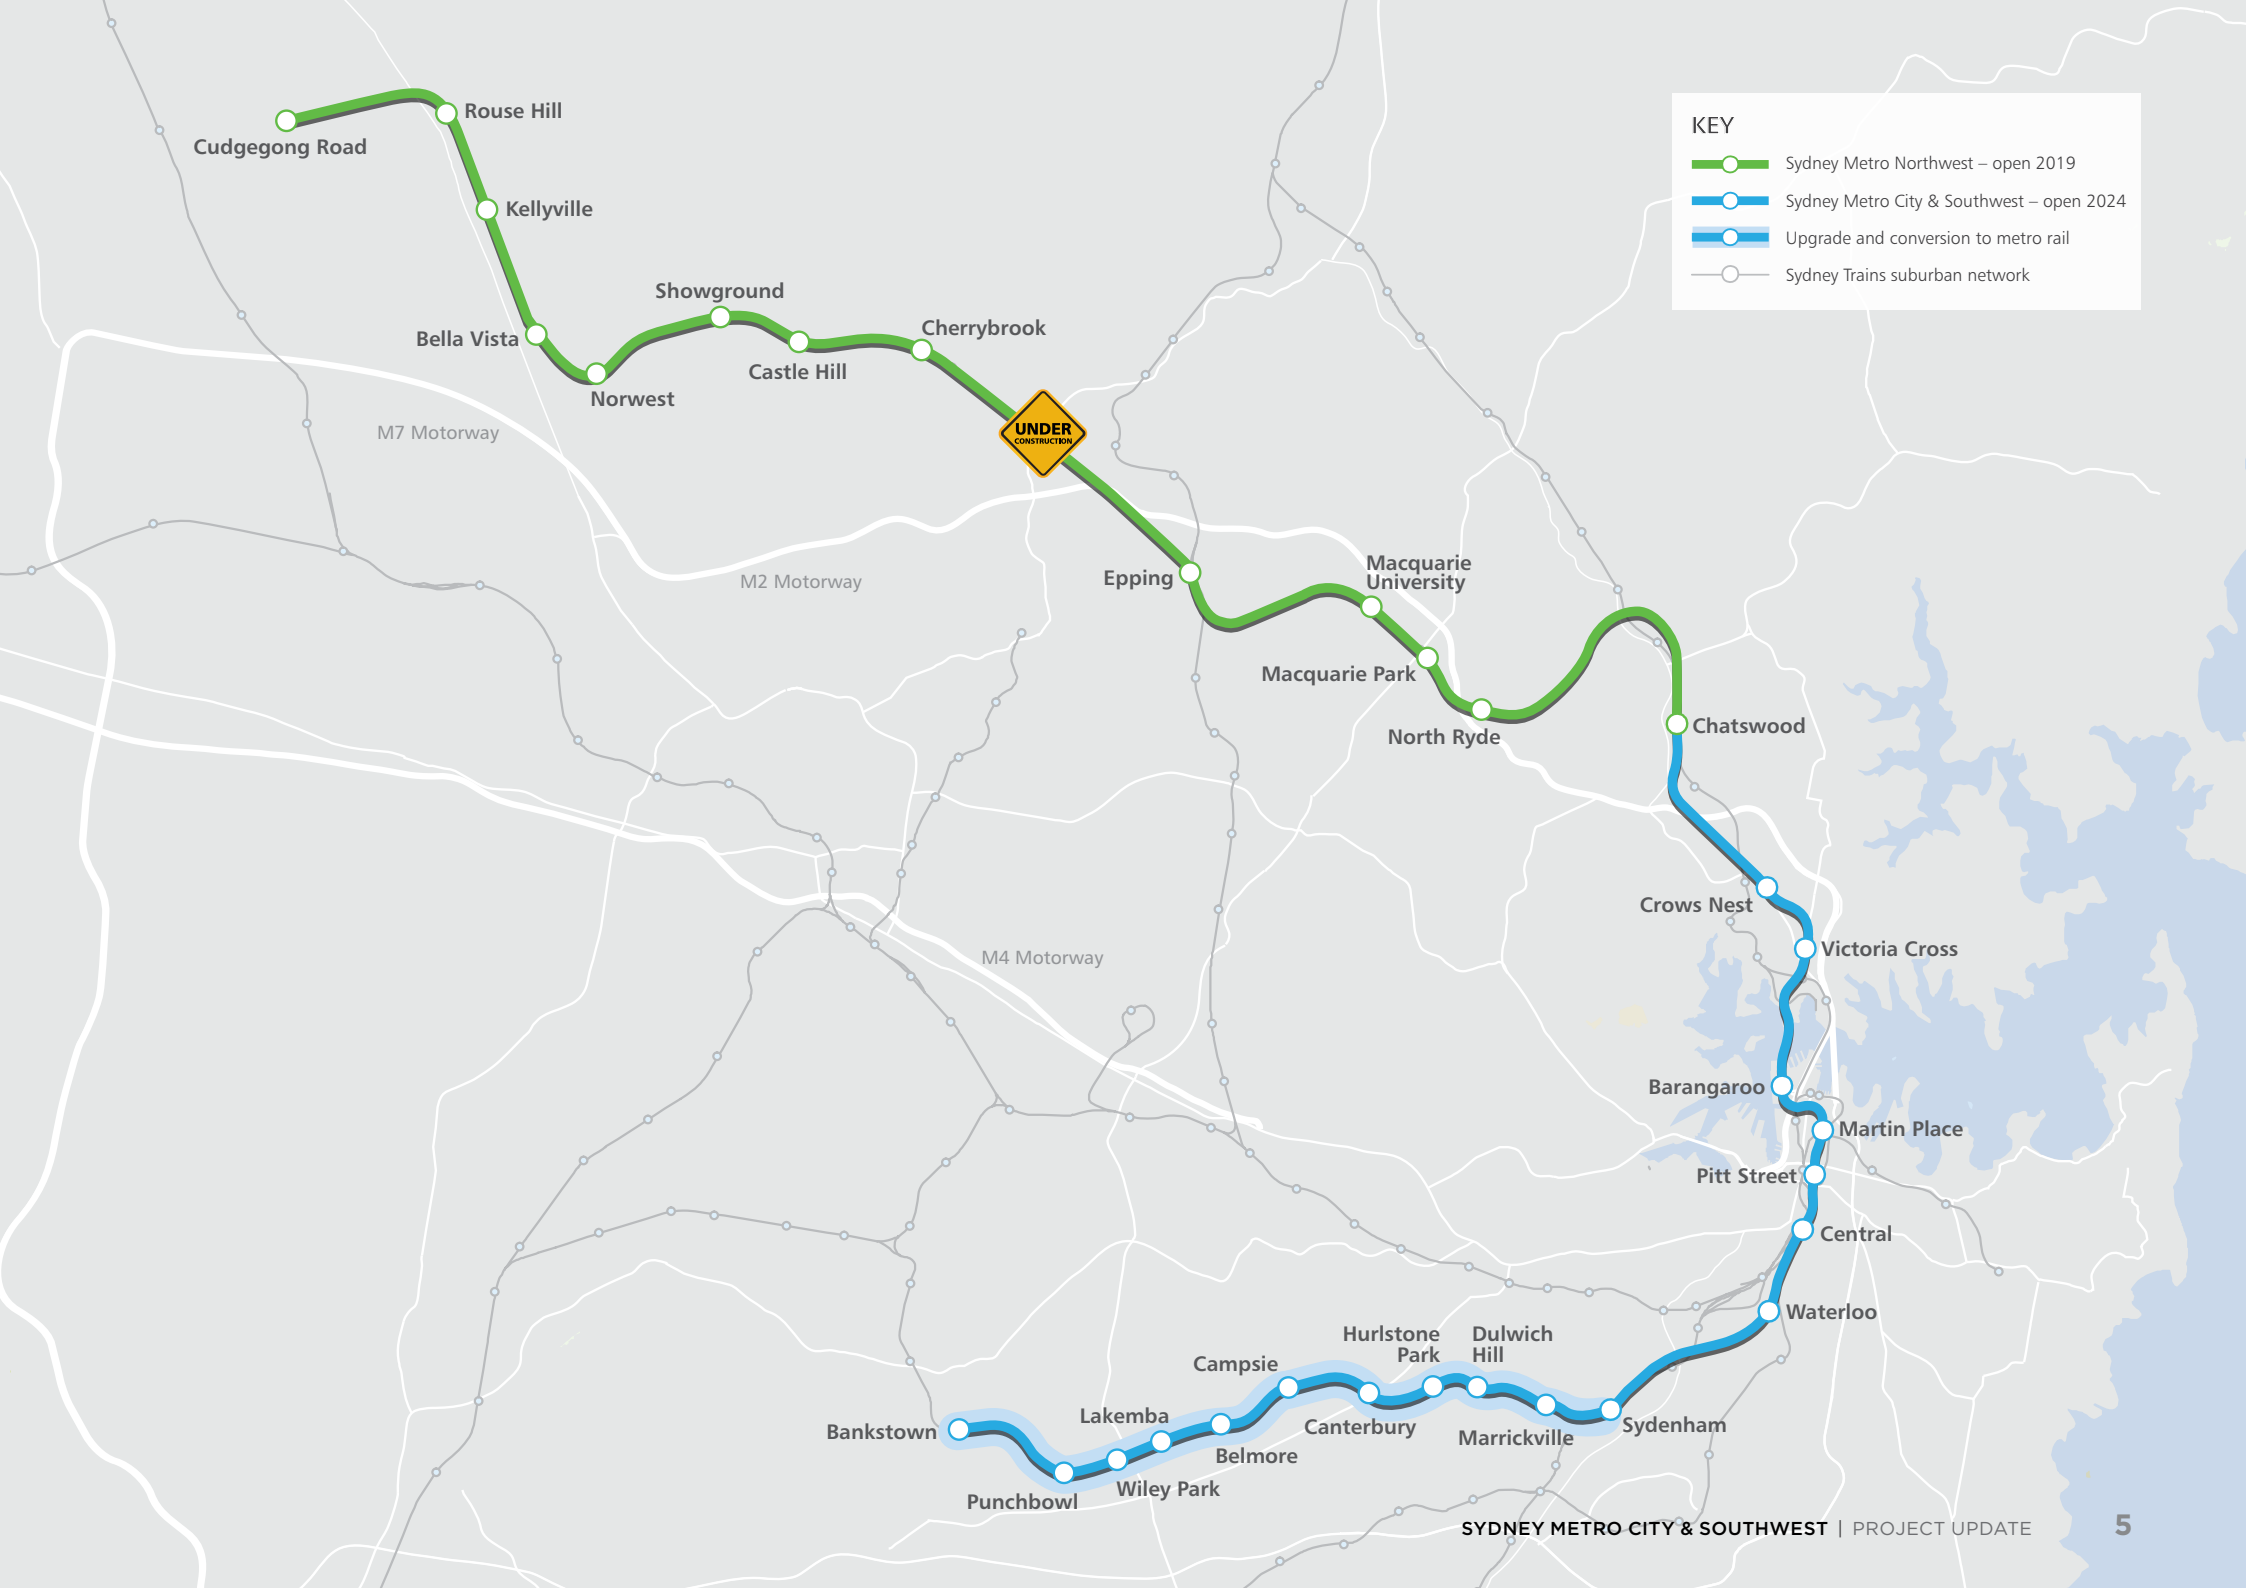 KEY
Sydney Metro Northwest – open 2019
Sydney Metro City & Southwest – open 2024
Upgrade and conversion to metro rail
Sydney Trains suburban network
Rouse Hill
Cudgegong Road
Kellyville
Showground
Bella Vista
Cherrybrook
Castle Hill
Norwest
M7 Motorway
UNDER
CONSTRUCTION
M2 Motorway
Epping
Macquarie
University
Macquarie Park
North Ryde
Chatswood
Crows Nest
Victoria Cross
M4 Motorway
Barangaroo
Martin Place
Pitt Street
Central
Waterloo
Hurlstone
Park
Dulwich
Hill
Campsie
Lakemba
Bankstown
Canterbury
Marrickville
Sydenham
Belmore
Wiley Park
Punchbowl
SYDNEY METRO CITY & SOUTHWEST | PROJECT UPDATE 5